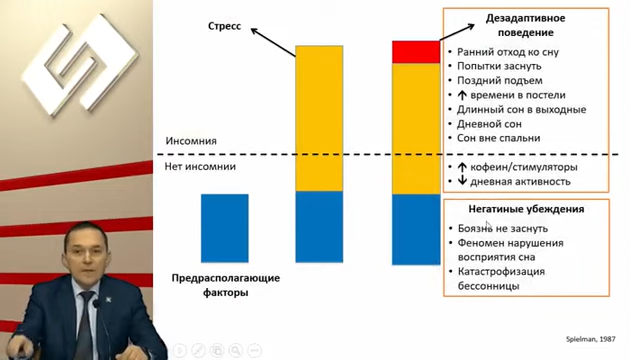 Стресс
Дезадаптивное
поведение
Ранний отход ко сну
Попытки заснуть
Поздний подъем
↑ времени в постели
Длинный сон в выходные
Дневной сон
Сон вне спальни
↑ кофеин/стимуляторы
↓ дневная активность
Инсомния
Нет инсомнии
Предрасполагающие
факторы
Негатиные убеждения
Боязнь не заснуть
Феномен нарушения
восприятия сна
Катастрофизация
бессонницы
Spielman, 1987